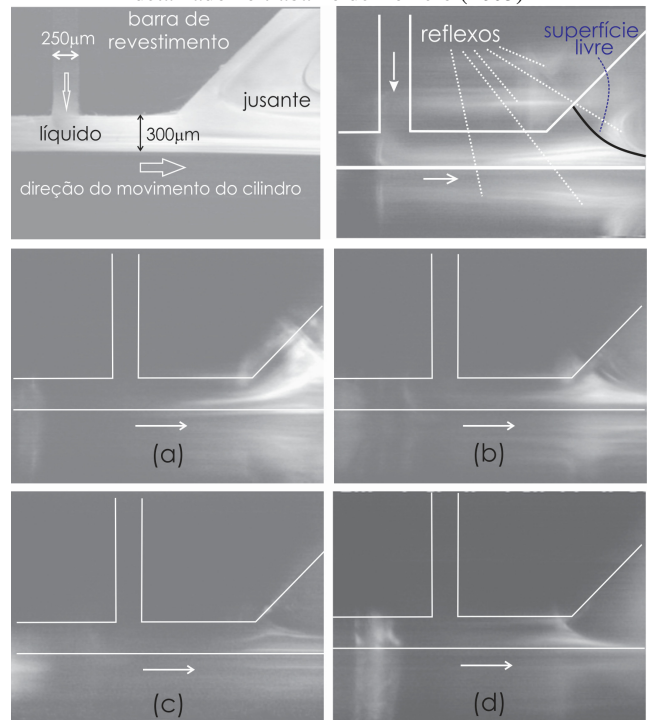 250µm
barra de
revestimento
jusante
líquido
300µm
direção do movimento do cilindro
reflexos
superfície
livre
(a)
(b)
(c)
(d)